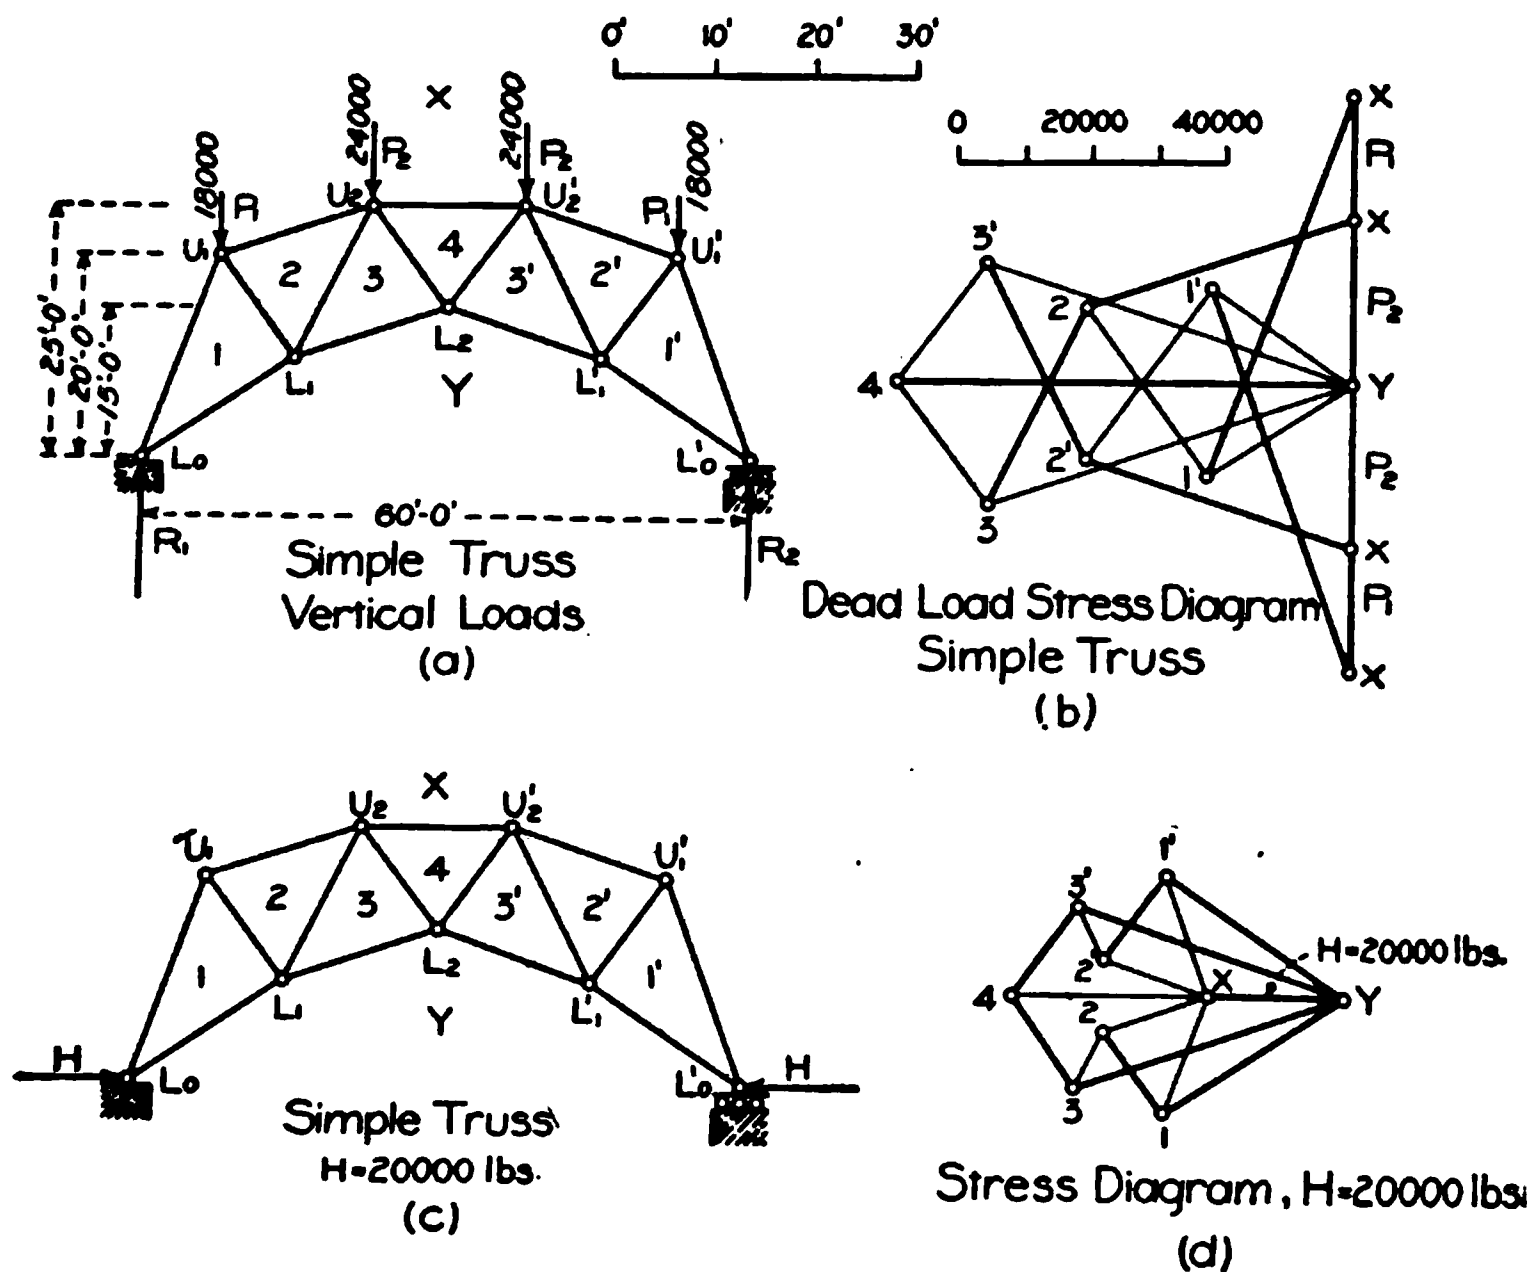 0' 10' 20' 30'
X
18000 24000 24000 18000
P₁ P₂ P₂ P₁
U₁ U₂ U₂' U₁'
25'-0" 20'-0" 15'-0"
1 2 3 4 3' 2' 1'
L₀ L₁ L₂ L₁' L₀'
Y
60'-0"
R₁ R₂
Simple Truss
Vertical Loads
(a)
0 20000 40000
X
P₁
X
P₂
Y
P₂
X
P₁
X
3' 2 1'
4
3 2' 1
Dead Load Stress Diagram
Simple Truss
(b)
X
U₁ U₂ U₂' U₁'
1 2 3 4 3' 2' 1'
L₀ L₁ L₂ L₁' L₀'
Y
H H
Simple Truss
H=20000 lbs.
(c)
1'
3'
2'
H=20000 lbs.
4 X Y
2
3
1
Stress Diagram, H=20000 lbs.
(d)